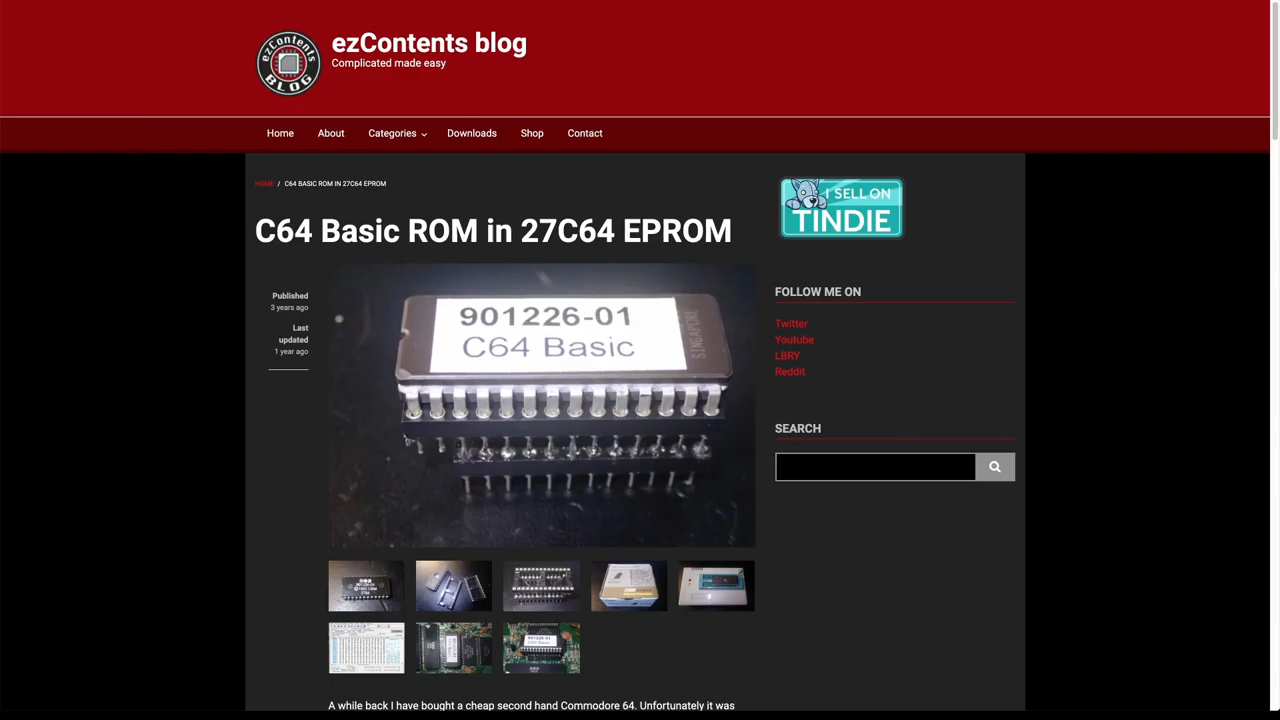 ezContents
BLOG
ezContents blog
Complicated made easy
Home
About
Categories
Downloads
Shop
Contact
HOME / C64 BASIC ROM IN 27C64 EPROM
C64 Basic ROM in 27C64 EPROM
Published
3 years ago
Last
updated
1 year ago
901226-01
C64 Basic
SINGAPORE
A while back I have bought a cheap second hand Commodore 64. Unfortunately it was
I SELL ON
TINDIE
FOLLOW ME ON
Twitter
Youtube
LBRY
Reddit
SEARCH